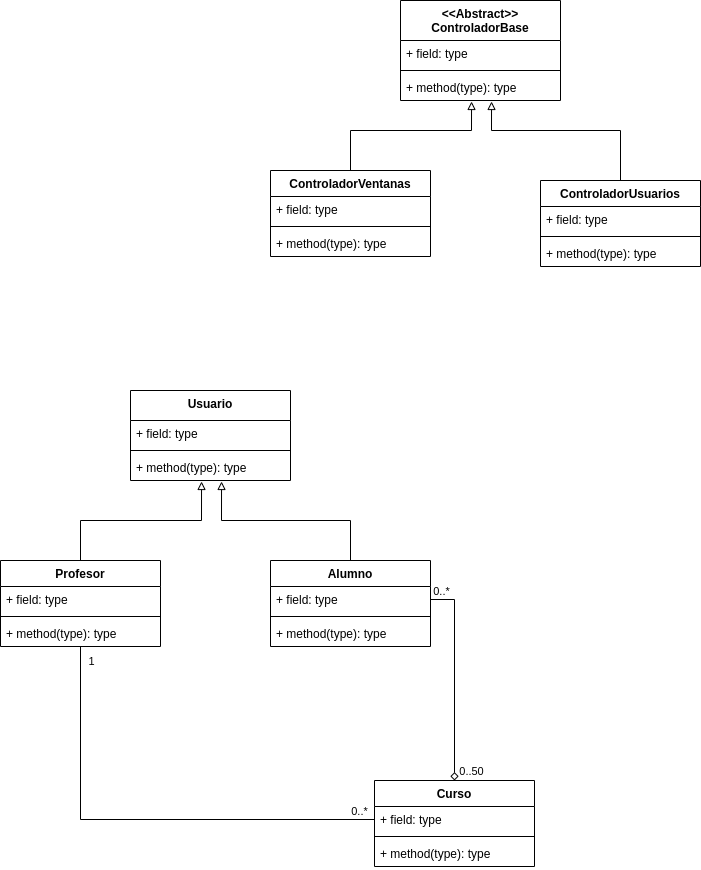 <<Abstract>>
ControladorBase
+ field: type
+ method(type): type
ControladorVentanas
+ field: type
+ method(type): type
ControladorUsuarios
+ field: type
+ method(type): type
Usuario
+ field: type
+ method(type): type
Profesor
+ field: type
+ method(type): type
Alumno
+ field: type
+ method(type): type
0..*
1
0..50
0..*
Curso
+ field: type
+ method(type): type